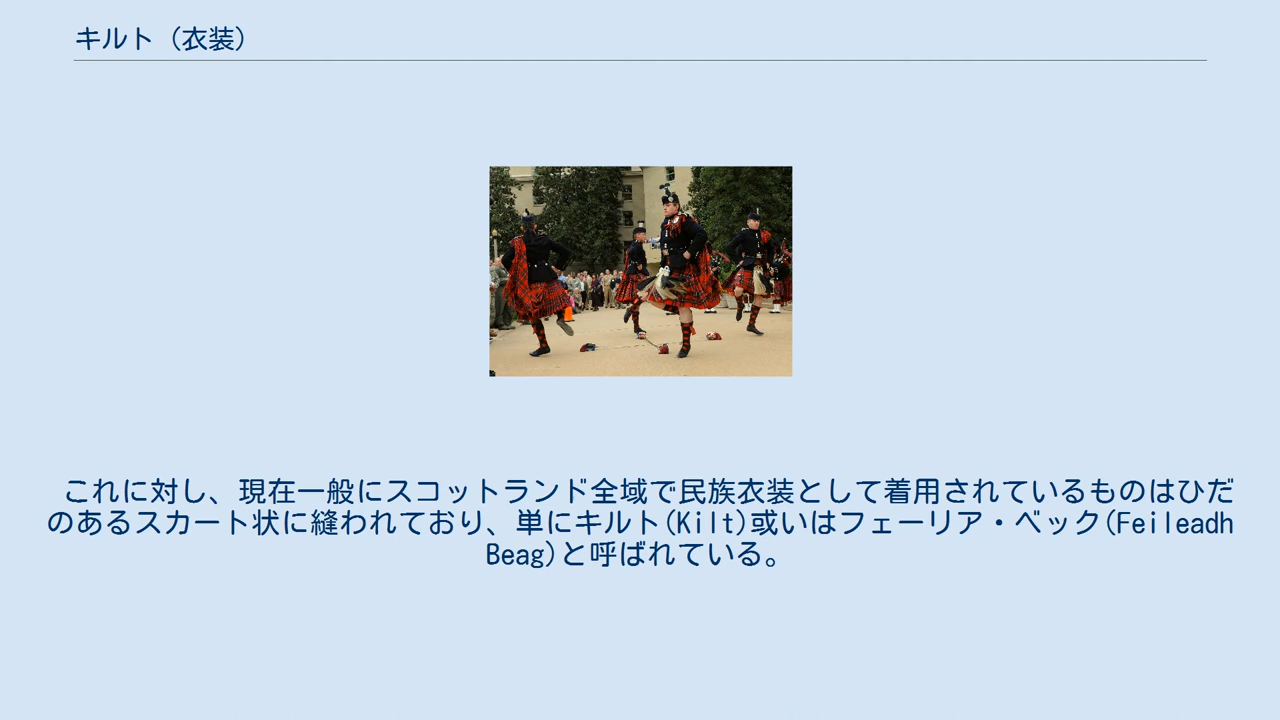 キルト（衣装）
これに対し、現在一般にスコットランド全域で民族衣装として着用されているものはひだ
のあるスカート状に縫われており、単にキルト(Kilt)或いはフェーリア・ベック(Feileadh
Beag)と呼ばれている。